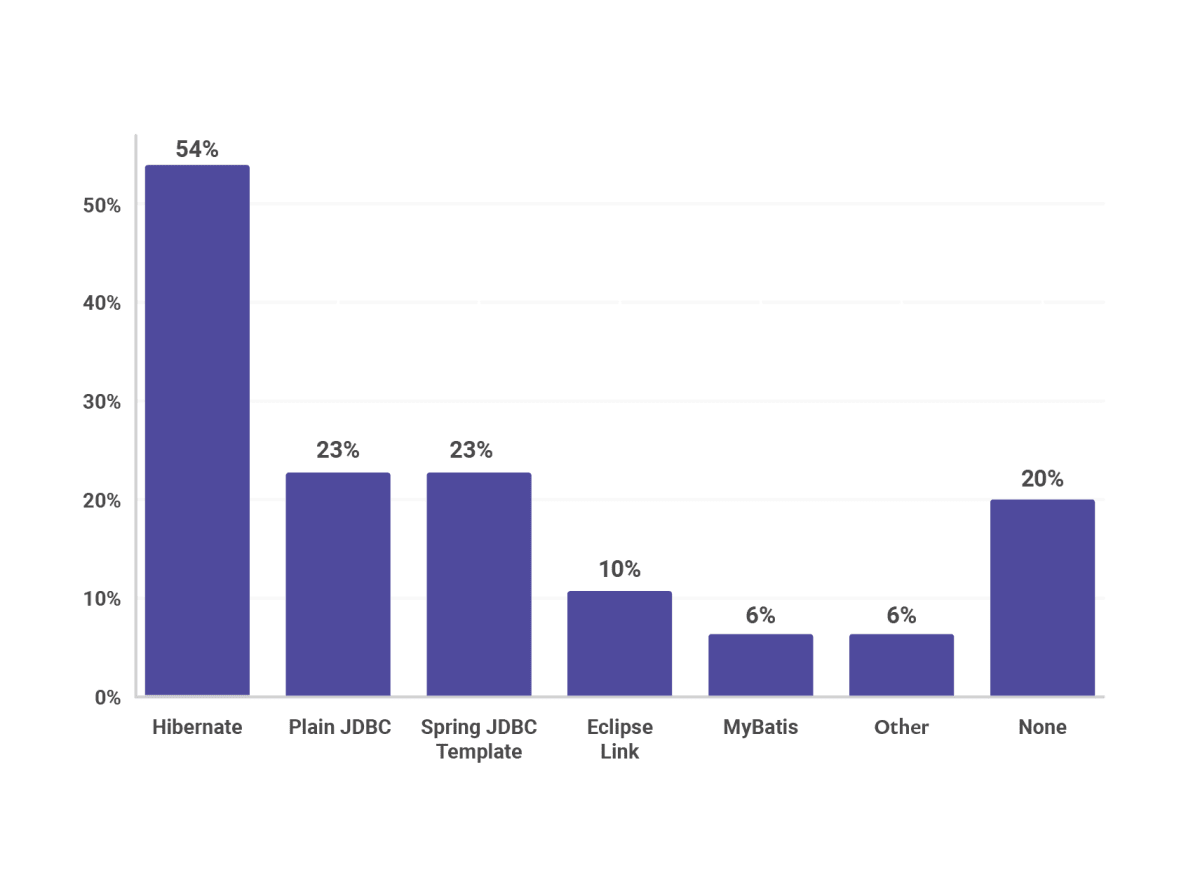 54%
50%
40%
30%
23%
23%
20%
20%
10%
10%
6%
6%
0%
Hibernate
Plain JDBC
Spring JDBC
Template
Eclipse
Link
MyBatis
Other
None